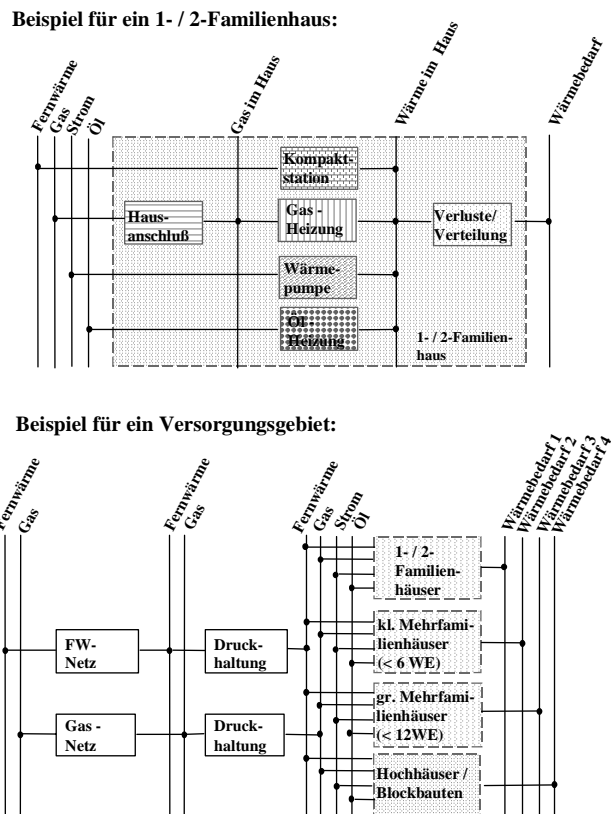 Beispiel für ein 1- / 2-Familienhaus:
Fernwärme
Gas
Strom
Öl
Gas im Haus
Wärme im Haus
Wärmebedarf
Kompakt-
station
Haus-
anschluß
Gas -
Heizung
Verluste/
Verteilung
Wärme-
pumpe
Öl -
Heizung
1- / 2-Familien-
haus
Beispiel für ein Versorgungsgebiet:
Fernwärme
Gas
Fernwärme
Gas
Fernwärme
Gas
Strom
Öl
Wärmebedarf 1
Wärmebedarf 2
Wärmebedarf 3
Wärmebedarf 4
1- / 2-
Familien-
häuser
FW-
Netz
Druck-
haltung
kl. Mehrfami-
lienhäuser
(< 6 WE)
Gas -
Netz
Druck-
haltung
gr. Mehrfami-
lienhäuser
(< 12WE)
Hochhäuser /
Blockbauten